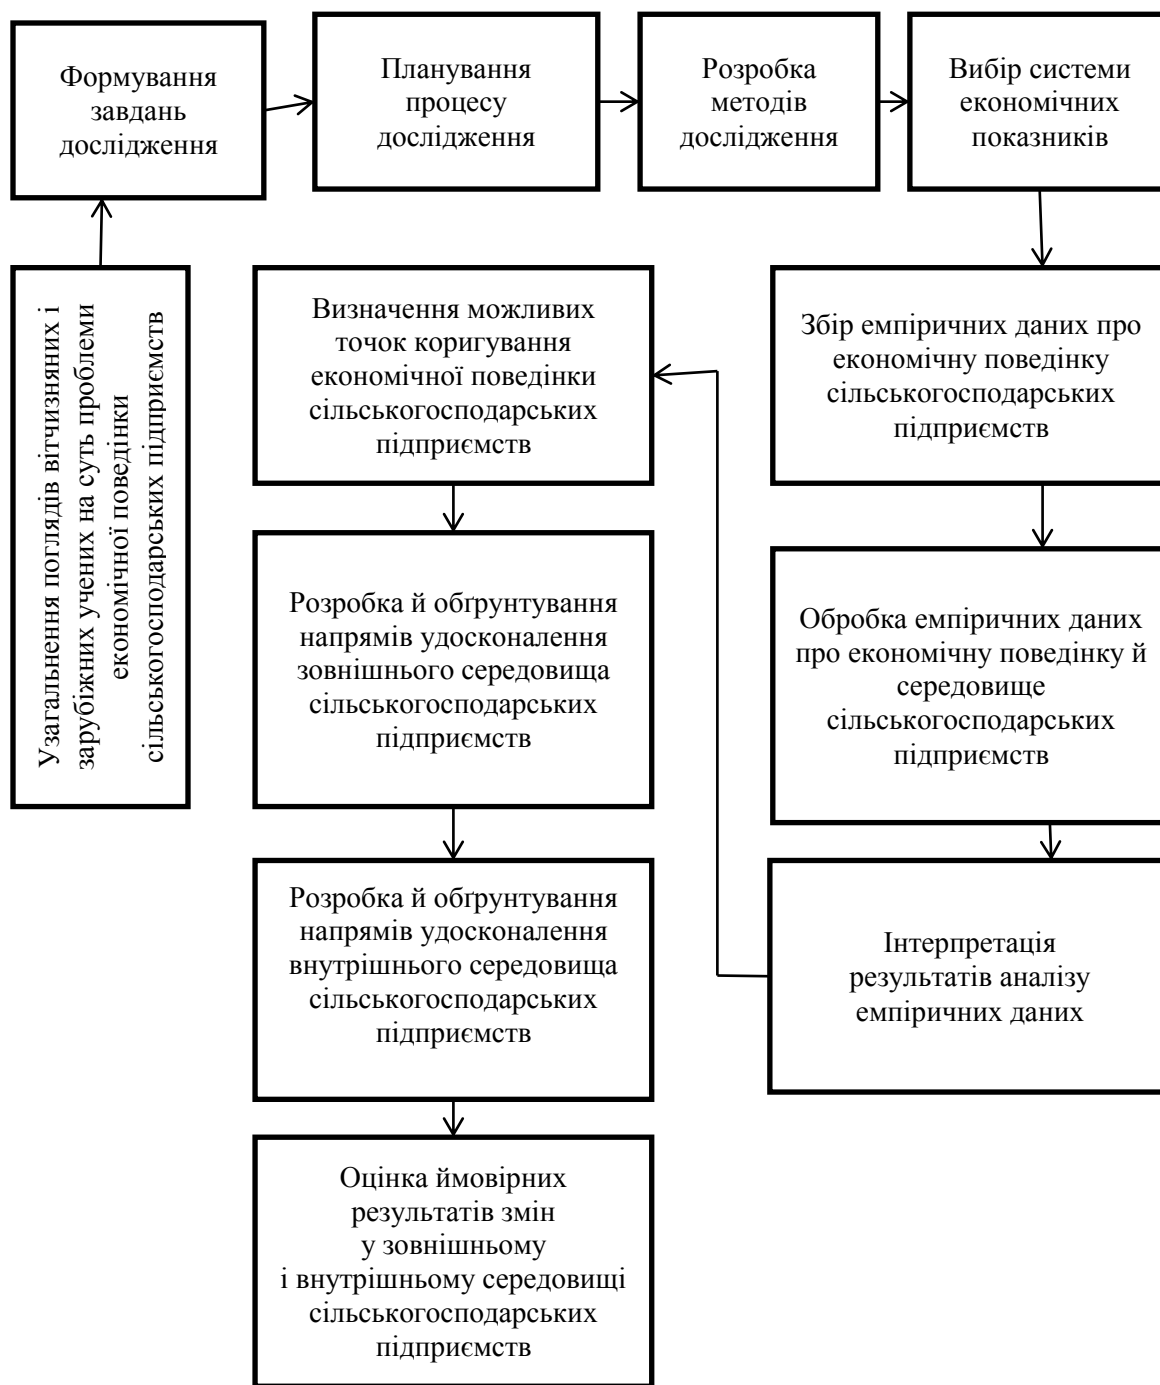 Формування
завдань
дослідження
Планування
процесу
дослідження
Розробка
методів
дослідження
Вибір системи
економічних
показників
Узагальнення поглядів вітчизняних і
зарубіжних учених на суть проблеми
економічної поведінки
сільськогосподарських підприємств
Визначення можливих
точок коригування
економічної поведінки
сільськогосподарських
підприємств
Збір емпіричних даних про
економічну поведінку
сільськогосподарських
підприємств
Розробка й обґрунтування
напрямів удосконалення
зовнішнього середовища
сільськогосподарських
підприємств
Обробка емпіричних даних
про економічну поведінку й
середовище
сільськогосподарських
підприємств
Розробка й обґрунтування
напрямів удосконалення
внутрішнього середовища
сільськогосподарських
підприємств
Інтерпретація
результатів аналізу
емпіричних даних
Оцінка ймовірних
результатів змін
у зовнішньому
і внутрішньому середовищі
сільськогосподарських
підприємств